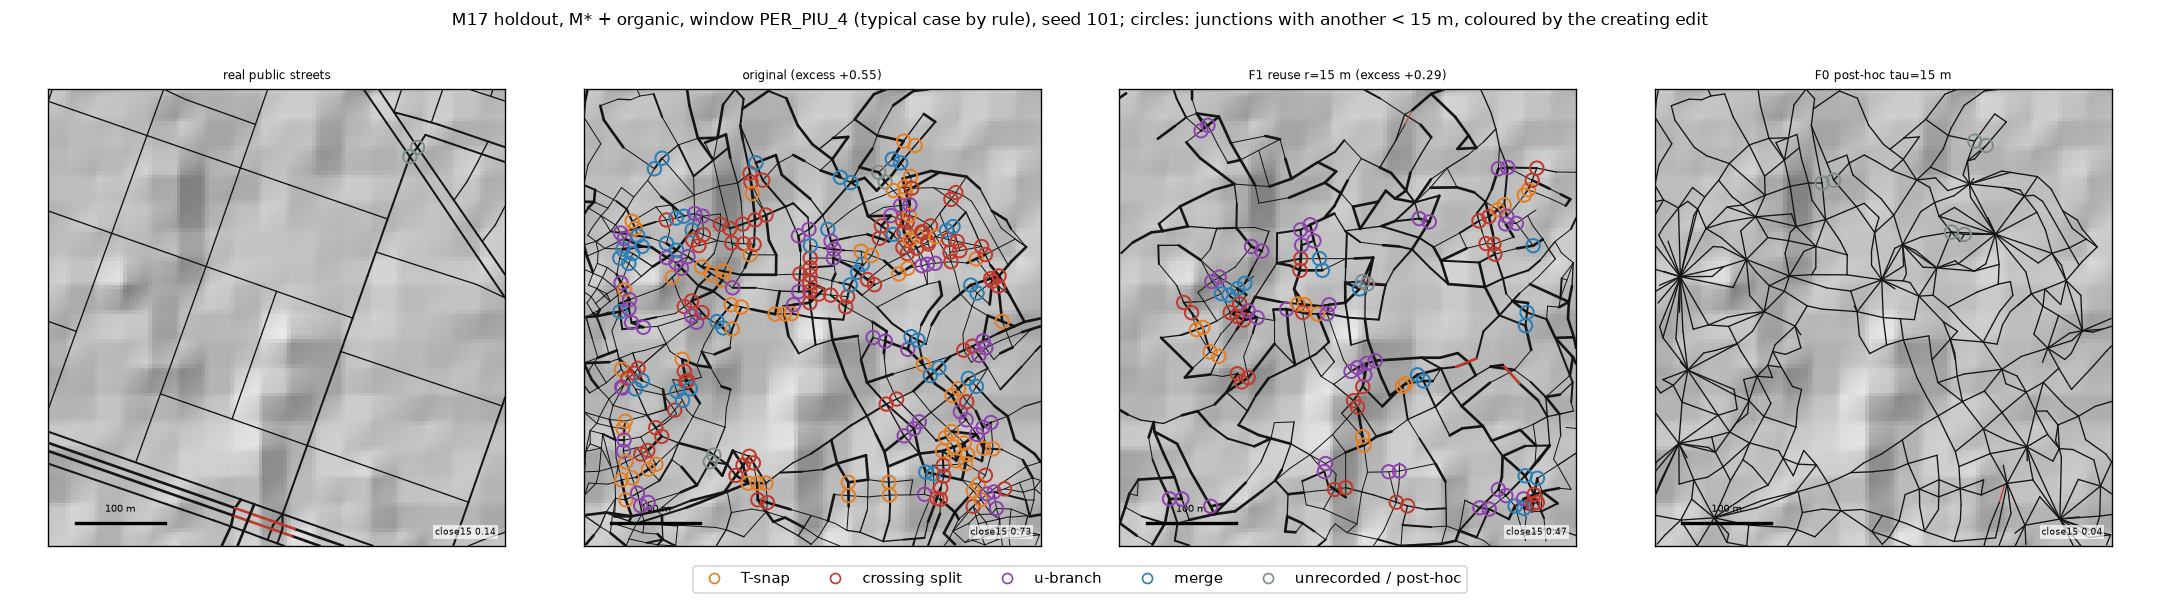 M17 holdout, M* + organic, window PER_PIU_4 (typical case by rule), seed 101; circles: junctions with another < 15 m, coloured by the creating edit
real public streets
original (excess +0.55)
F1 reuse r=15 m (excess +0.29)
F0 post-hoc tau=15 m
100 m
close15 0.14
100 m
close15 0.73
100 m
close15 0.47
100 m
close15 0.04
T-snap
crossing split
u-branch
merge
unrecorded / post-hoc